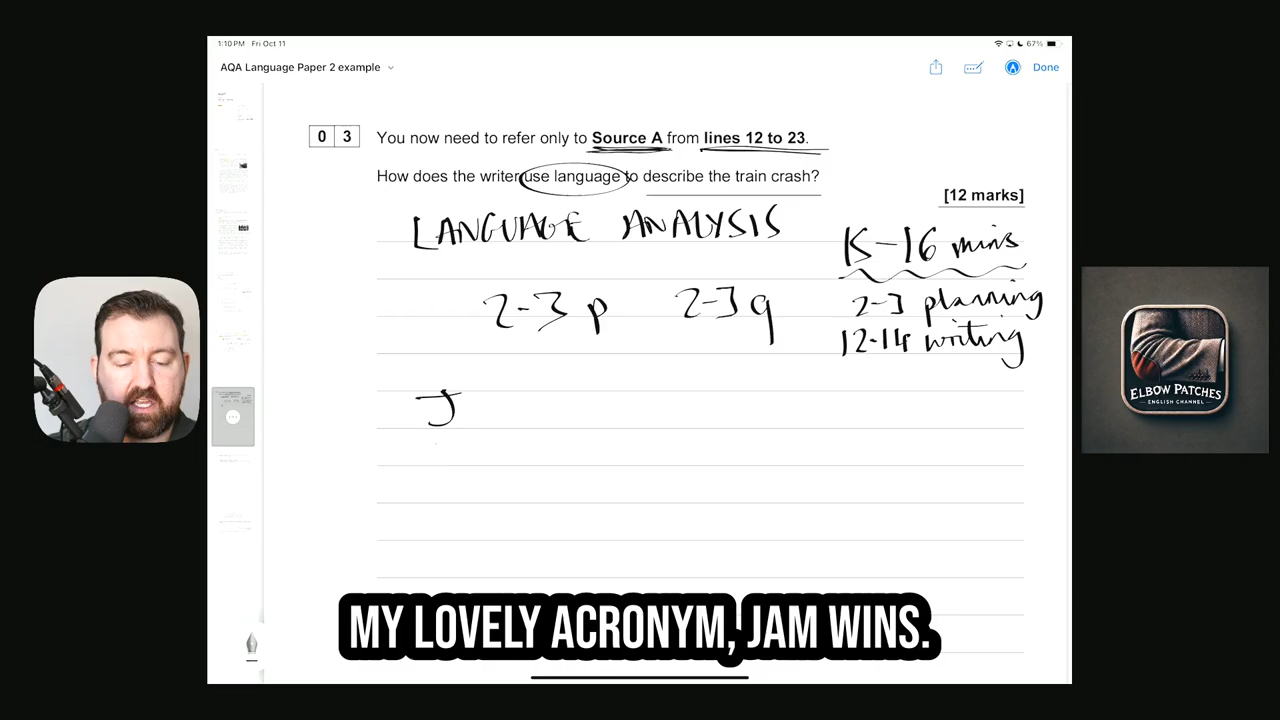 1:10 PM Fri Oct 11
67%
AQA Language Paper 2 example
Done
0 3 You now need to refer only to Source A from lines 12 to 23.
How does the writer use language to describe the train crash?
[12 marks]
LANGUAGE ANALYSIS
15-16 mins
2-3 p 2-3 q
2-3 planning
12-14 writing
J
ELBOW PATCHES
ENGLISH CHANNEL
MY LOVELY ACRONYM, JAM WINS.